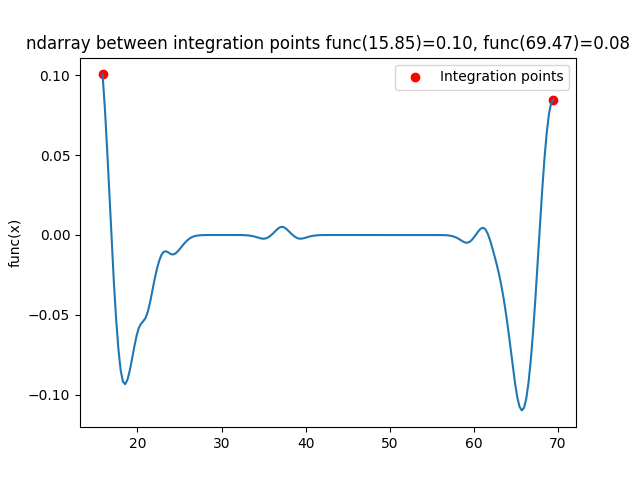 ndarray between integration points func(15.85)=0.10, func(69.47)=0.08
Integration points
func(x)
0.10
0.05
0.00
−0.05
−0.10
20 30 40 50 60 70